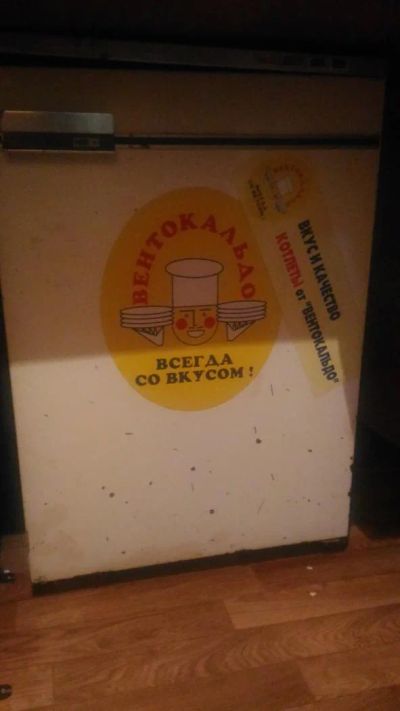 ВЕНТОКАЛЬДО
ВСЕГДА
СО ВКУСОМ!
ВКУС И КАЧЕСТВО
КОТЛЕТЫ от "ВЕНТОКАЛЬДО"